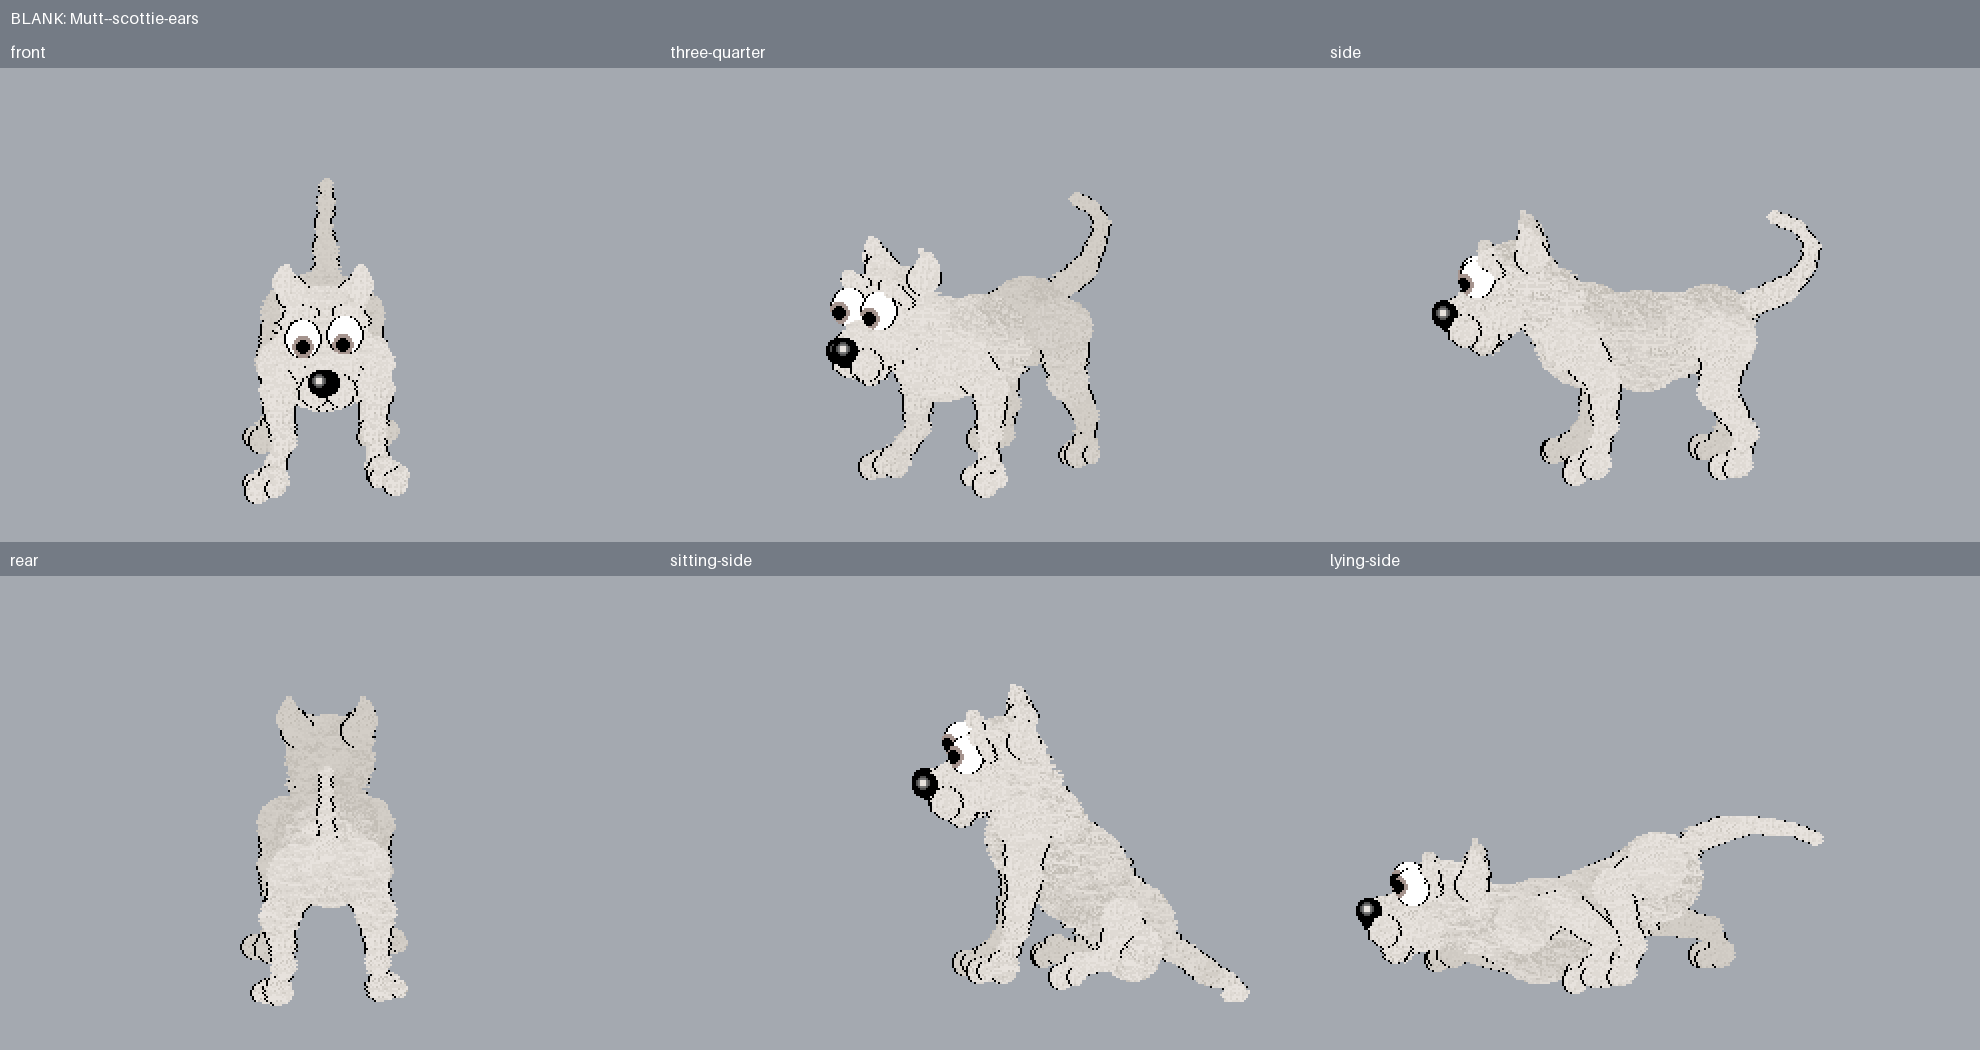 BLANK: Mutt--scottie-ears
front
three-quarter
side
rear
sitting-side
lying-side